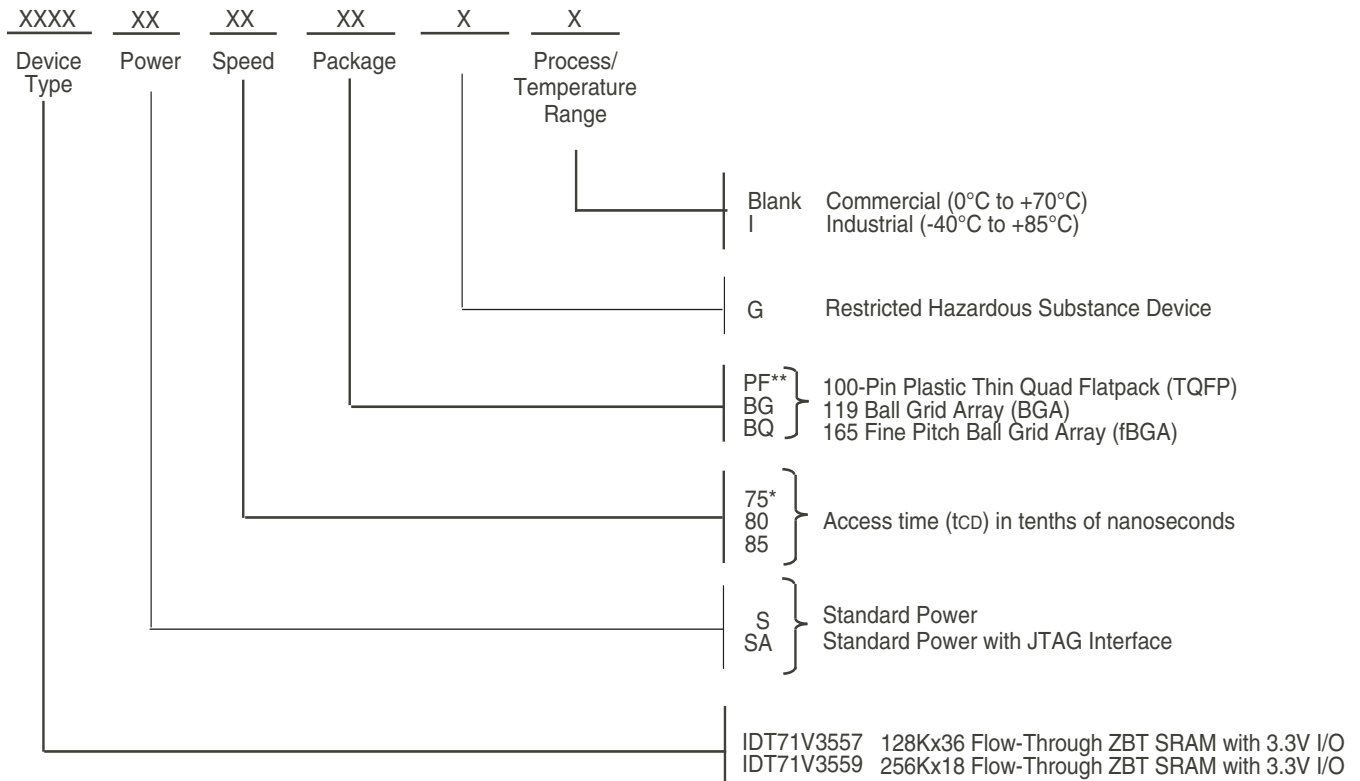 XXXX XX XX XX X X
Device Type Power Speed Package Process/ Temperature Range
Blank Commercial (0°C to +70°C)
I Industrial (-40°C to +85°C)
G Restricted Hazardous Substance Device
PF** 100-Pin Plastic Thin Quad Flatpack (TQFP)
BG 119 Ball Grid Array (BGA)
BQ 165 Fine Pitch Ball Grid Array (fBGA)
75*
80 Access time (tCD) in tenths of nanoseconds
85
S Standard Power
SA Standard Power with JTAG Interface
IDT71V3557 128Kx36 Flow-Through ZBT SRAM with 3.3V I/O
IDT71V3559 256Kx18 Flow-Through ZBT SRAM with 3.3V I/O